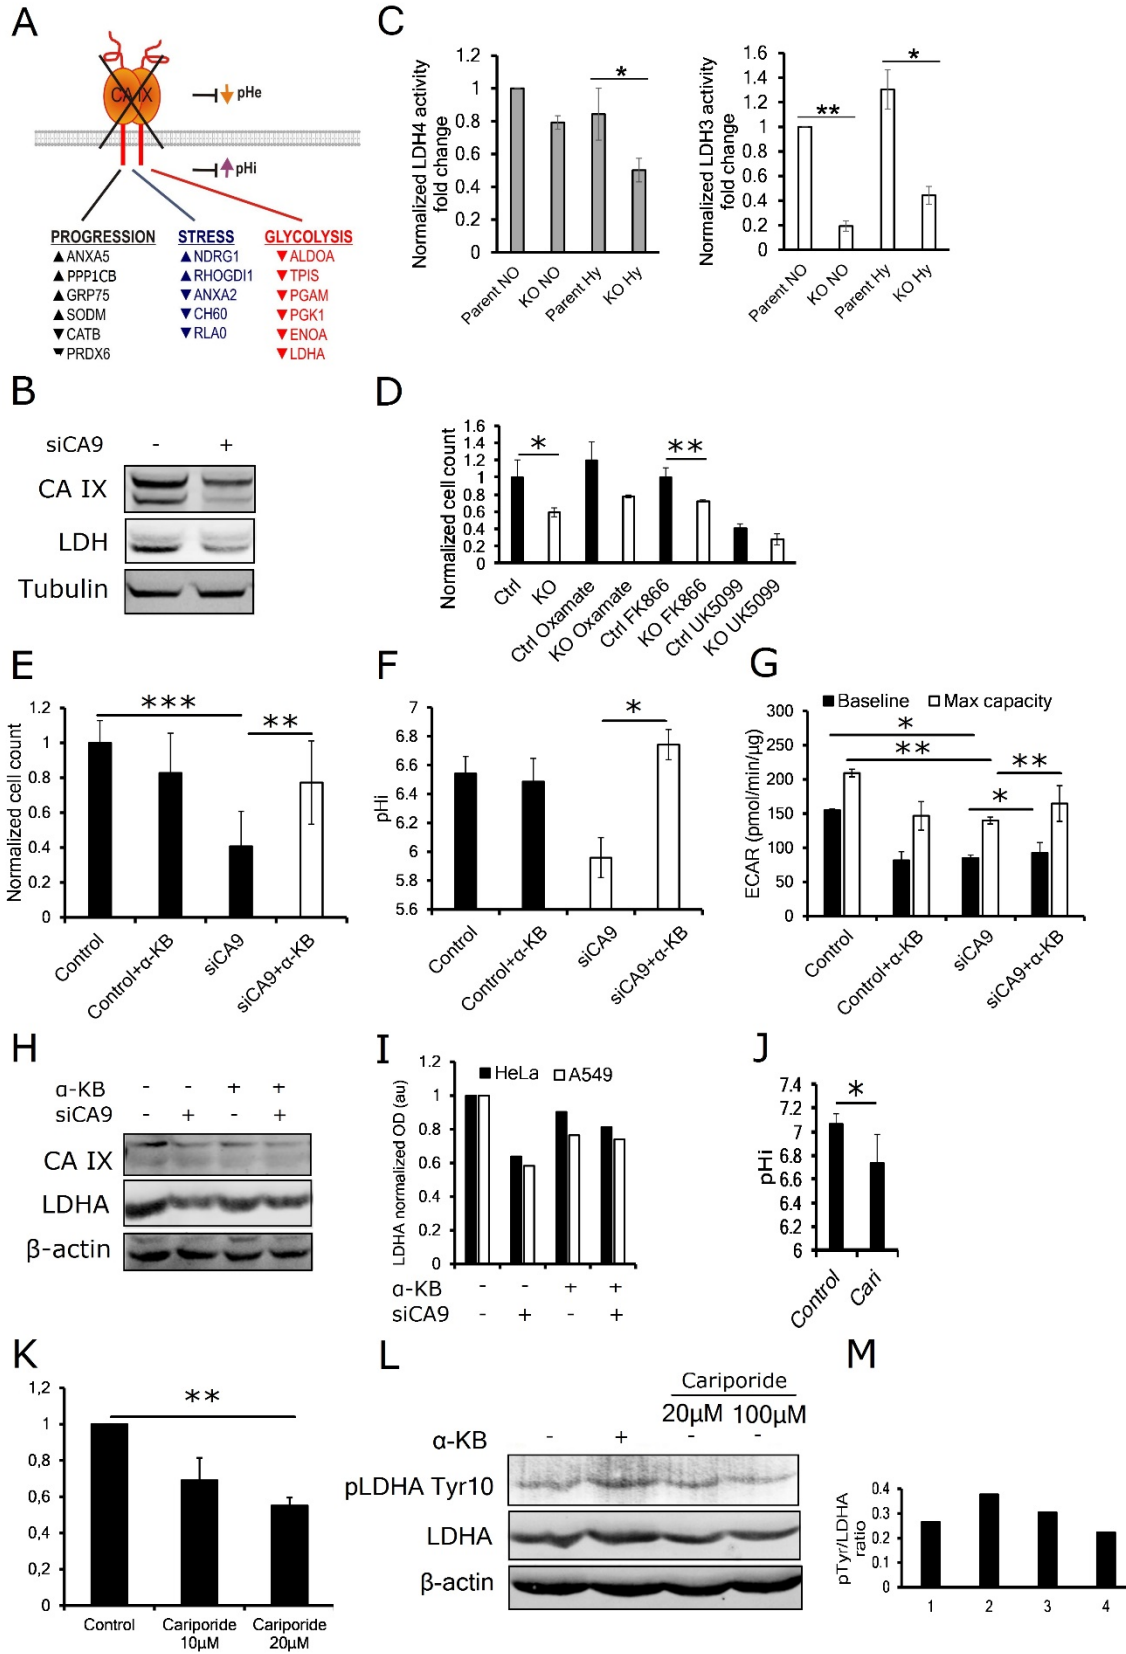 A
CA IX
pHe
pHi
PROGRESSION
▲ANXA5
▲PPP1CB
▲GRP75
▲SODM
▼CATB
▼PRDX6
STRESS
▲NDRG1
▲RHOGDI1
▼ANXA2
▼CH60
▼RLA0
GLYCOLYSIS
▼ALDOA
▼TPIS
▼PGAM
▼PGK1
▼ENOA
▼LDHA
C
Normalized LDH4 activity
fold change
1.2
1
0.8
0.6
0.4
0.2
0
*
Parent NO
KO NO
Parent Hy
KO Hy
Normalized LDH3 activity
fold change
1.6
1.4
1.2
1
0.8
0.6
0.4
0.2
0
**
*
Parent NO
KO NO
Parent Hy
KO Hy
B
siCA9 - +
CA IX
LDH
Tubulin
D
Normalized cell count
1.6
1.4
1.2
1
0.8
0.6
0.4
0.2
0
*
**
Ctrl
KO
Ctrl Oxamate
KO Oxamate
Ctrl FK866
KO FK866
Ctrl UK5099
KO UK5099
E
Normalized cell count
1.2
1
0.8
0.6
0.4
0.2
0
***
**
Control
Control+α-KB
siCA9
siCA9+α-KB
F
pHi
7
6.8
6.6
6.4
6.2
6
5.8
5.6
*
Control
Control+α-KB
siCA9
siCA9+α-KB
G
Baseline Max capacity
ECAR (pmol/min/µg)
300
250
200
150
100
50
0
*
**
**
*
Control
Control+α-KB
siCA9
siCA9+α-KB
H
α-KB - - + +
siCA9 - + - +
CA IX
LDHA
β-actin
I
HeLa A549
LDHA normalized OD (au)
1.2
1
0.8
0.6
0.4
0.2
0
α-KB - - + +
siCA9 - + - +
J
pHi
7.4
7.2
7
6.8
6.6
6.4
6.2
6
*
Control
Cari
K
1,2
1
0,8
0,6
0,4
0,2
0
**
Control
Cariporide
10µM
Cariporide
20µM
L
Cariporide
20µM 100µM
α-KB - + - -
pLDHA Tyr10
LDHA
β-actin
M
pTyr/LDHA
ratio
0.4
0.3
0.2
0.1
0
1 2 3 4